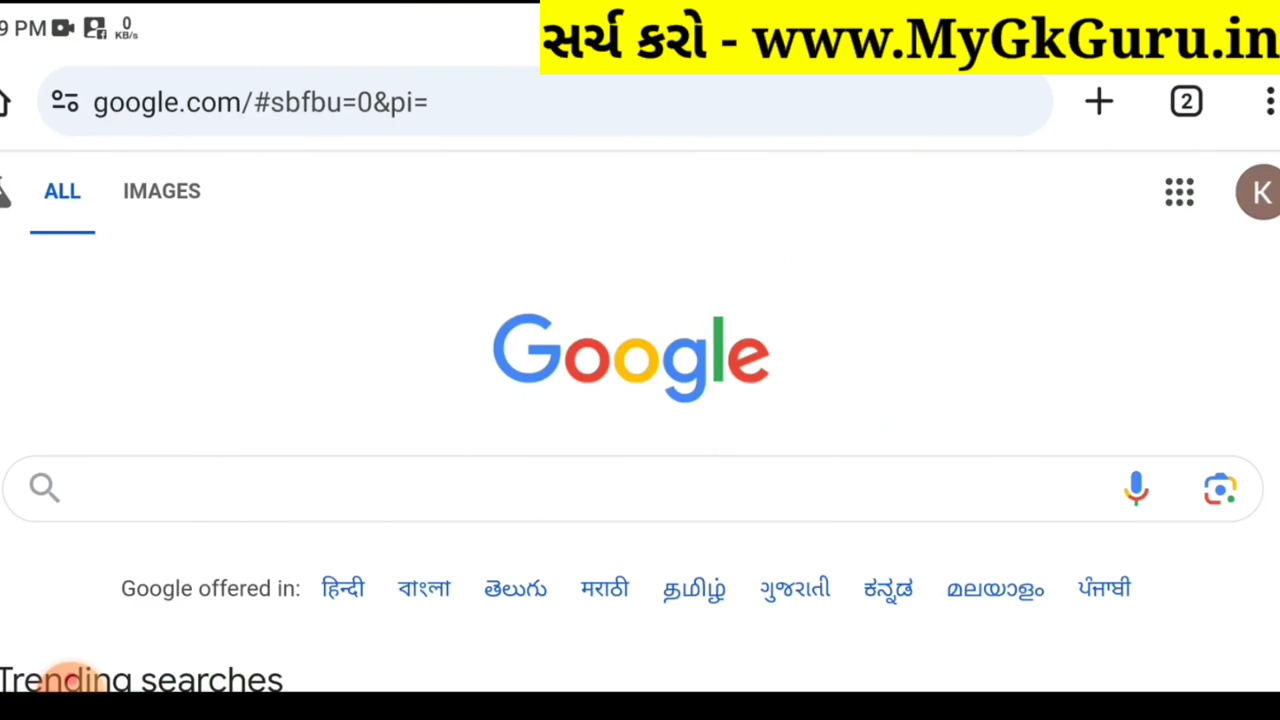 9 PM 0 KB/s
સર્ચ કરો - www.MyGkGuru.in
google.com/#sbfbu=0&pi=
2
ALL IMAGES
K
Google
Google offered in: हिन्दी বাংলা తెలుగు मराठी தமிழ் ગુજરાતી ಕನ್ನಡ മലയാളം ਪੰਜਾਬੀ
Trending searches